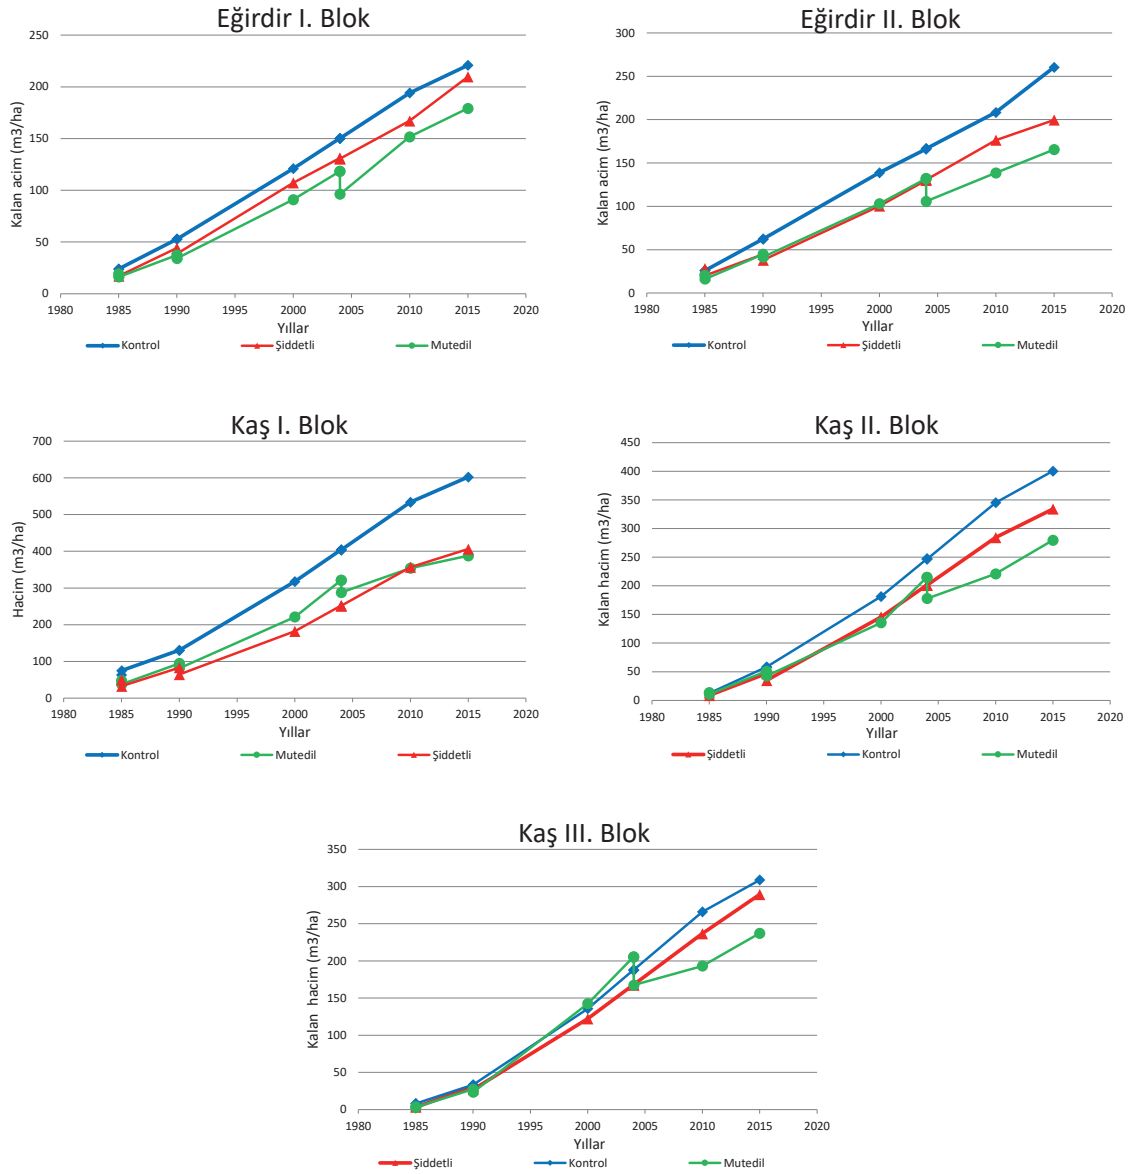 Eğirdir I. Blok
Kalan acim (m3/ha)
250
200
150
100
50
0
1980 1985 1990 1995 2000 2005 2010 2015 2020
Yıllar
Kontrol Şiddetli Mutedil
Eğirdir II. Blok
Kalan acim (m3/ha)
300
250
200
150
100
50
0
1980 1985 1990 1995 2000 2005 2010 2015 2020
Yıllar
Kontrol Şiddetli Mutedil
Kaş I. Blok
Hacim (m3/ha)
700
600
500
400
300
200
100
0
1980 1985 1990 1995 2000 2005 2010 2015 2020
Yıllar
Kontrol Mutedil Şiddetli
Kaş II. Blok
Kalan hacim (m3/ha)
450
400
350
300
250
200
150
100
50
0
1980 1985 1990 1995 2000 2005 2010 2015 2020
Yıllar
Şiddetli Kontrol Mutedil
Kaş III. Blok
Kalan hacim (m3/ha)
350
300
250
200
150
100
50
0
1980 1985 1990 1995 2000 2005 2010 2015 2020
Yıllar
Şiddetli Kontrol Mutedil